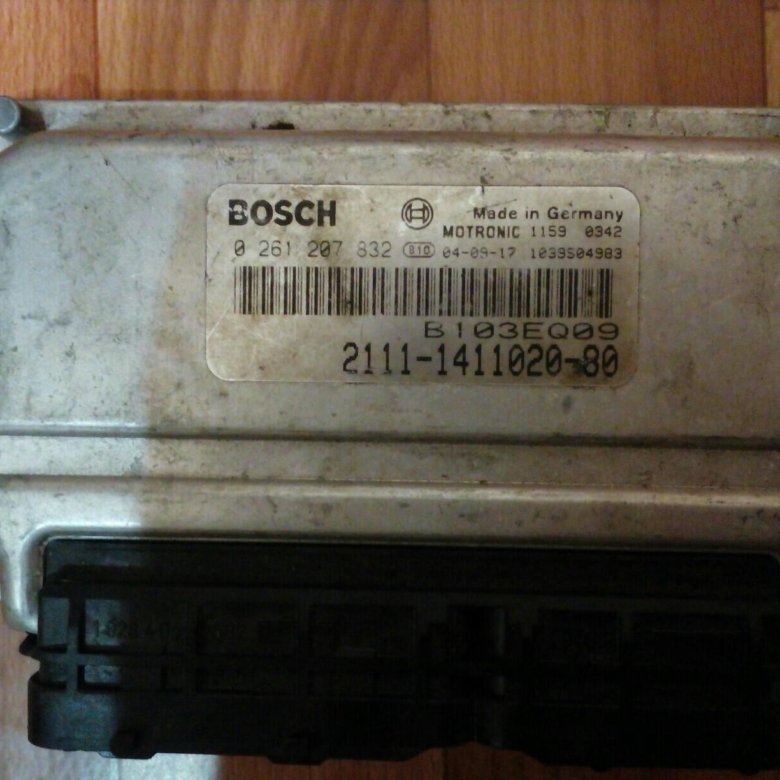 BOSCH Made in Germany
MOTRONIC 1159 0342
0 261 207 832 B10 04-09-17 1039S04983
B103EQ09
2111-1411020-80